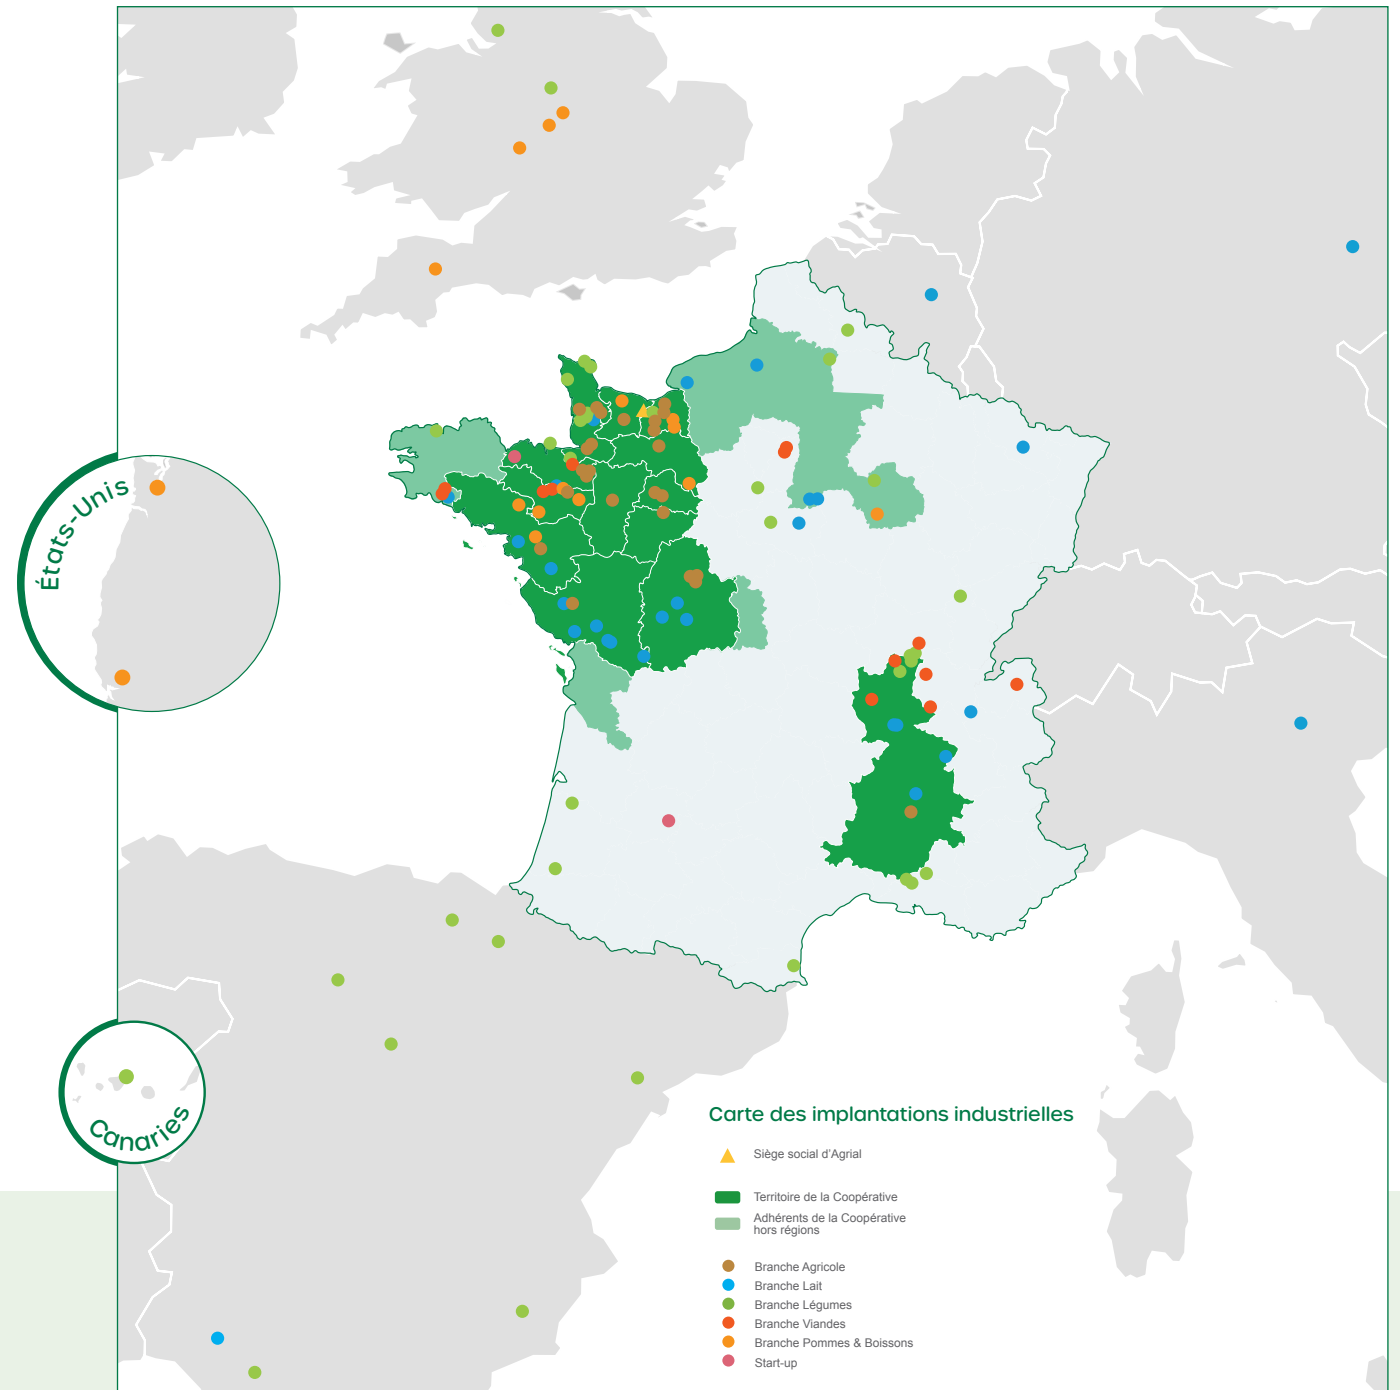 États-Unis
Canaries
Carte des implantations industrielles
Siège social d'Agrial
Territoire de la Coopérative
Adhérents de la Coopérative
hors régions
Branche Agricole
Branche Lait
Branche Légumes
Branche Viandes
Branche Pommes & Boissons
Start-up